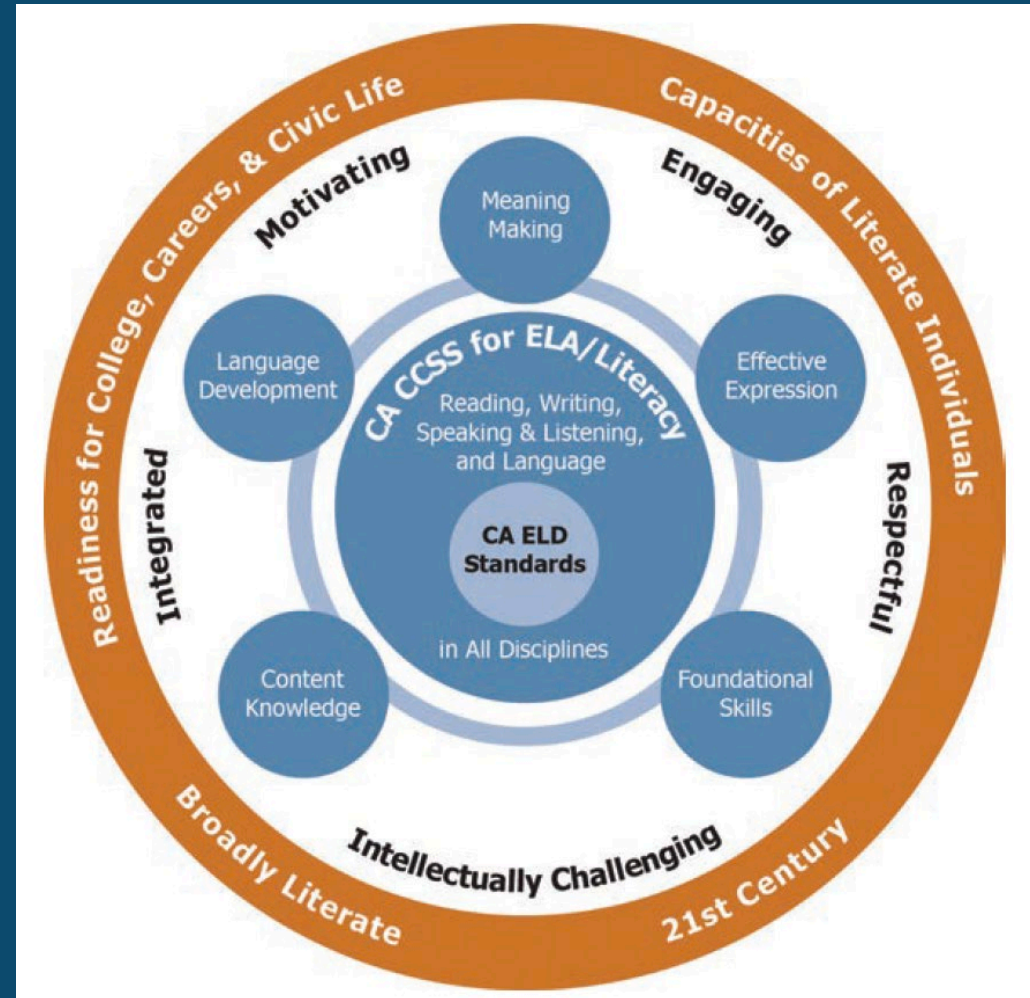 Readiness for College, Careers, & Civic Life
Capacities of Literate Individuals
Motivating
Engaging
Meaning
Making
Language
Development
Effective
Expression
CA CCSS for ELA/Literacy
Reading, Writing,
Speaking & Listening,
and Language
CA ELD
Standards
in All Disciplines
Integrated
Respectful
Content
Knowledge
Foundational
Skills
Intellectually Challenging
Broadly Literate
21st Century